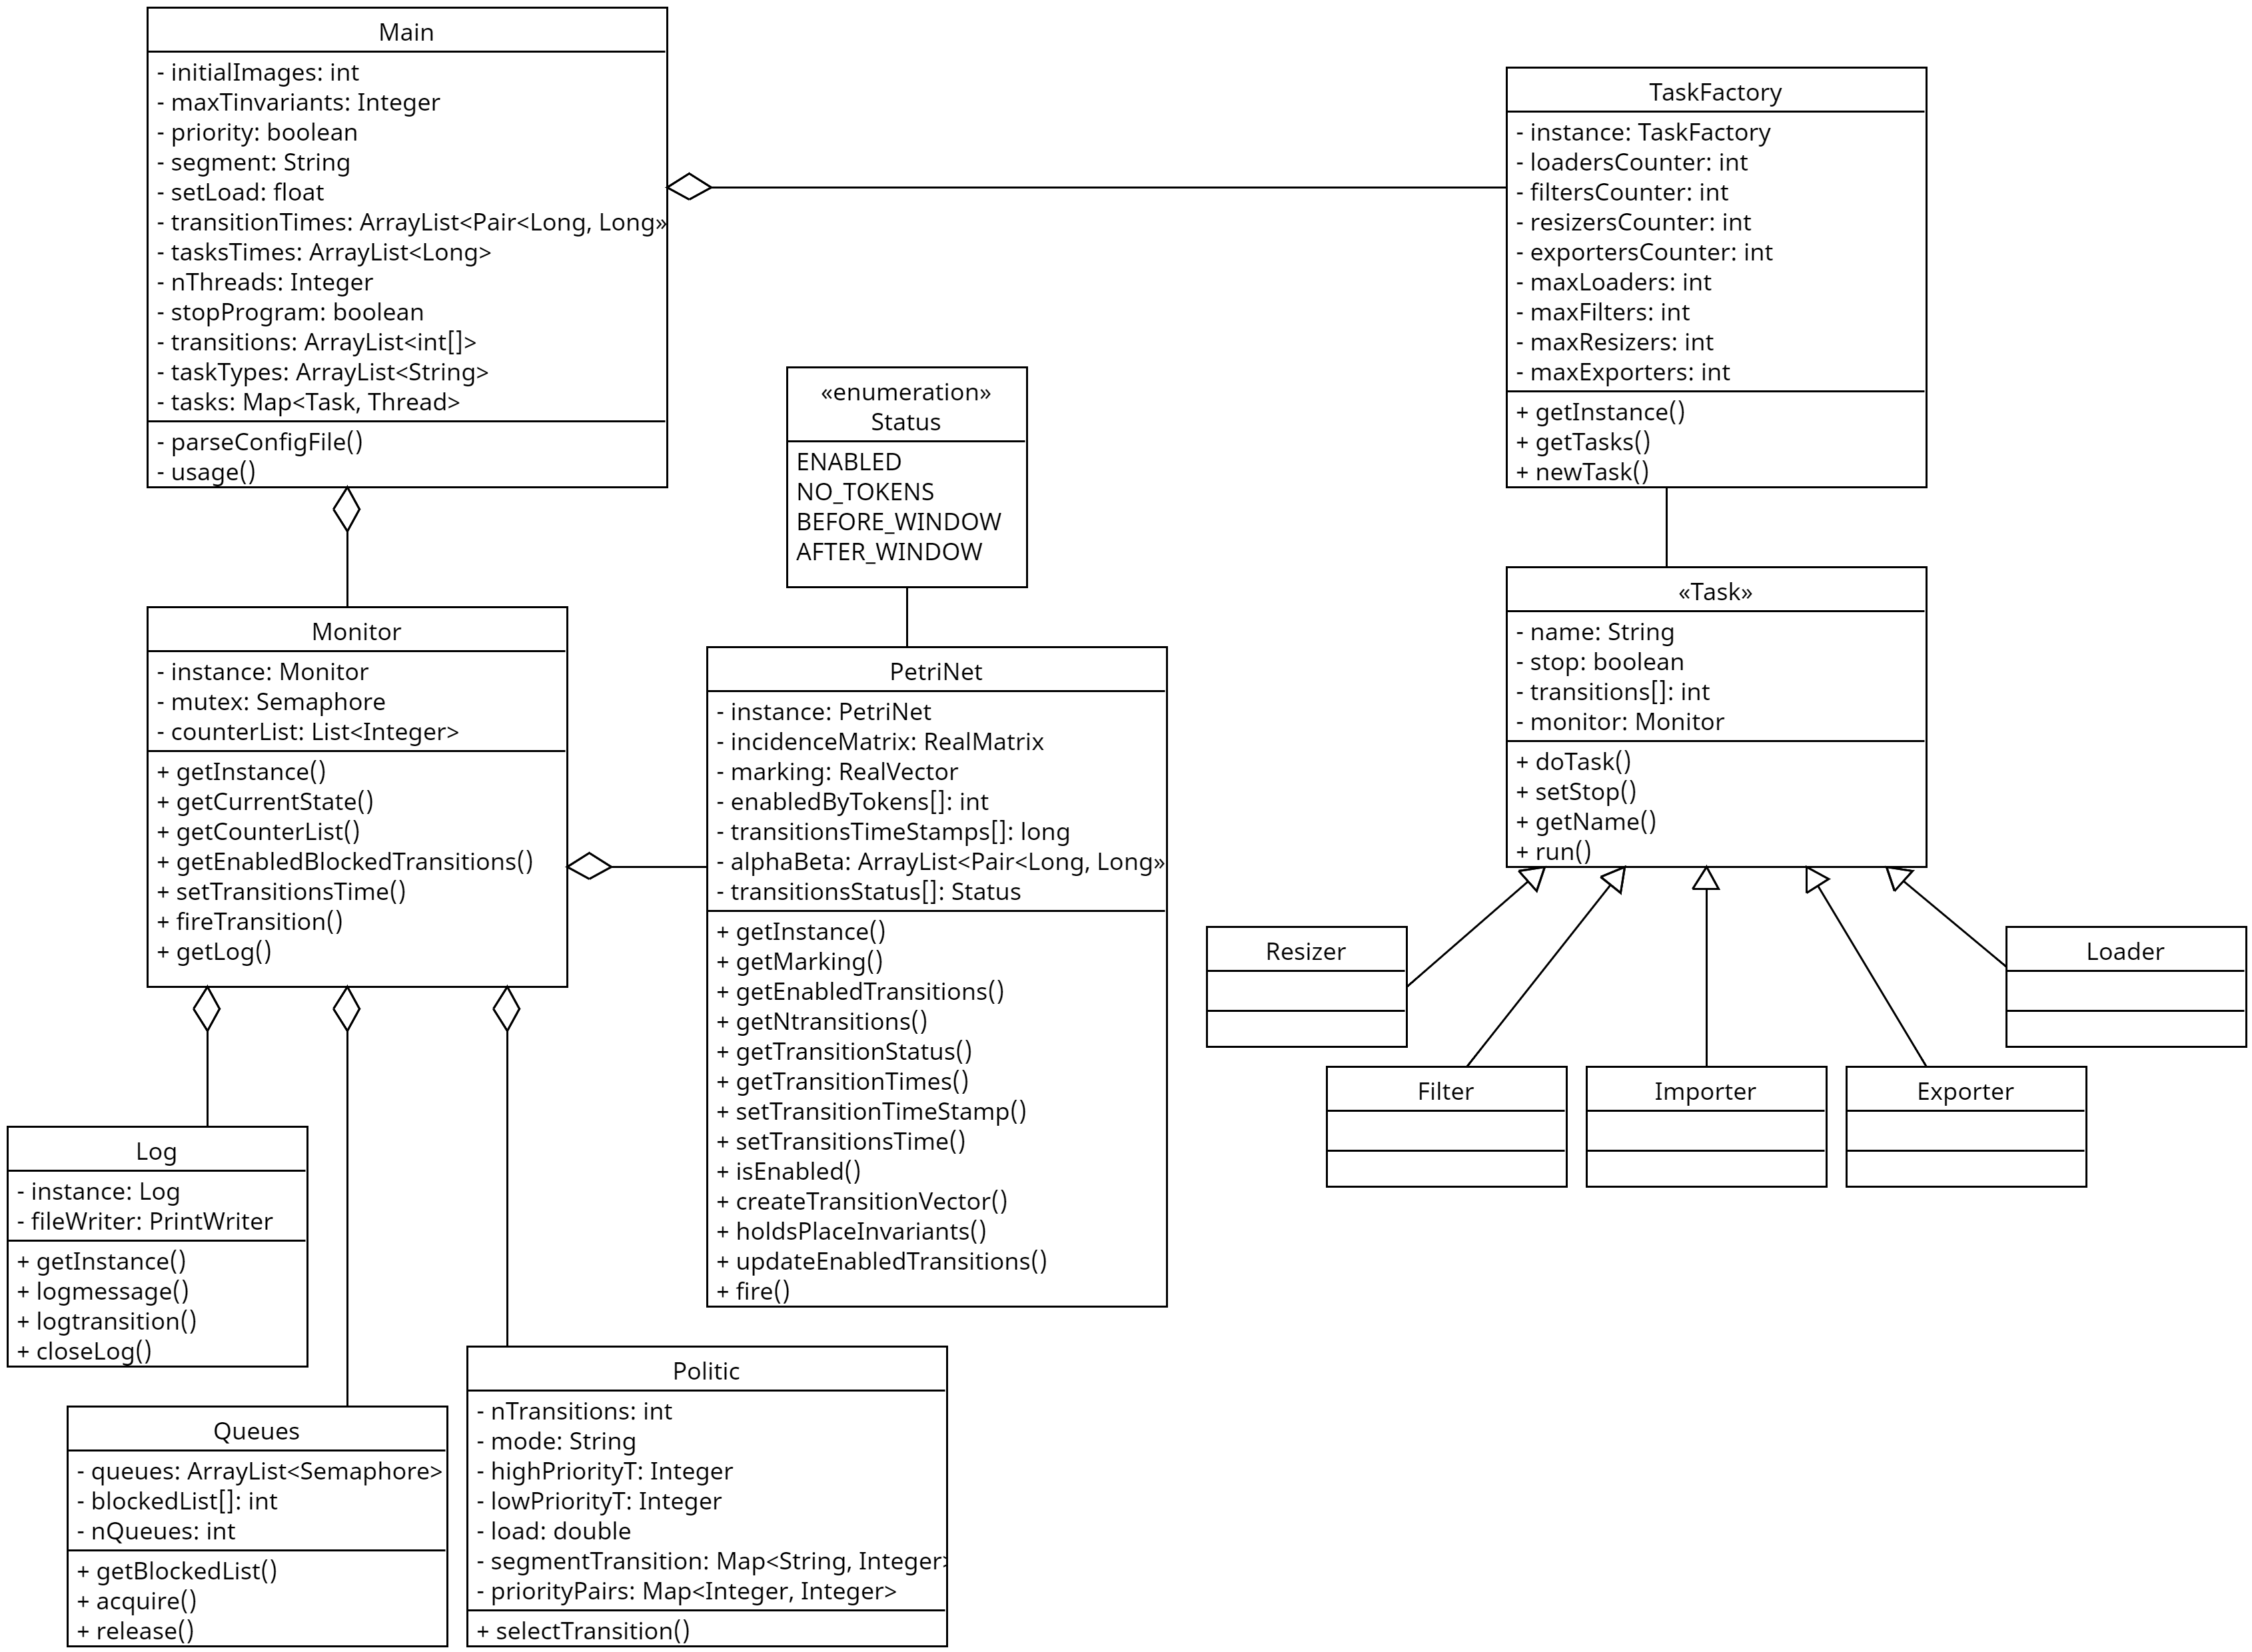 Main
- initialImages: int
- maxTinvariants: Integer
- priority: boolean
- segment: String
- setLoad: float
- transitionTimes: ArrayList<Pair<Long, Long»
- tasksTimes: ArrayList<Long>
- nThreads: Integer
- stopProgram: boolean
- transitions: ArrayList<int[]>
- taskTypes: ArrayList<String>
- tasks: Map<Task, Thread>
- parseConfigFile()
- usage()
TaskFactory
- instance: TaskFactory
- loadersCounter: int
- filtersCounter: int
- resizersCounter: int
- exportersCounter: int
- maxLoaders: int
- maxFilters: int
- maxResizers: int
- maxExporters: int
+ getInstance()
+ getTasks()
+ newTask()
«enumeration»
Status
ENABLED
NO_TOKENS
BEFORE_WINDOW
AFTER_WINDOW
Monitor
- instance: Monitor
- mutex: Semaphore
- counterList: List<Integer>
+ getInstance()
+ getCurrentState()
+ getCounterList()
+ getEnabledBlockedTransitions()
+ setTransitionsTime()
+ fireTransition()
+ getLog()
PetriNet
- instance: PetriNet
- incidenceMatrix: RealMatrix
- marking: RealVector
- enabledByTokens[]: int
- transitionsTimeStamps[]: long
- alphaBeta: ArrayList<Pair<Long, Long»
- transitionsStatus[]: Status
+ getInstance()
+ getMarking()
+ getEnabledTransitions()
+ getNtransitions()
+ getTransitionStatus()
+ getTransitionTimes()
+ setTransitionTimeStamp()
+ setTransitionsTime()
+ isEnabled()
+ createTransitionVector()
+ holdsPlaceInvariants()
+ updateEnabledTransitions()
+ fire()
«Task»
- name: String
- stop: boolean
- transitions[]: int
- monitor: Monitor
+ doTask()
+ setStop()
+ getName()
+ run()
Resizer
Loader
Filter
Importer
Exporter
Log
- instance: Log
- fileWriter: PrintWriter
+ getInstance()
+ logmessage()
+ logtransition()
+ closeLog()
Queues
- queues: ArrayList<Semaphore>
- blockedList[]: int
- nQueues: int
+ getBlockedList()
+ acquire()
+ release()
Politic
- nTransitions: int
- mode: String
- highPriorityT: Integer
- lowPriorityT: Integer
- load: double
- segmentTransition: Map<String, Integer>
- priorityPairs: Map<Integer, Integer>
+ selectTransition()